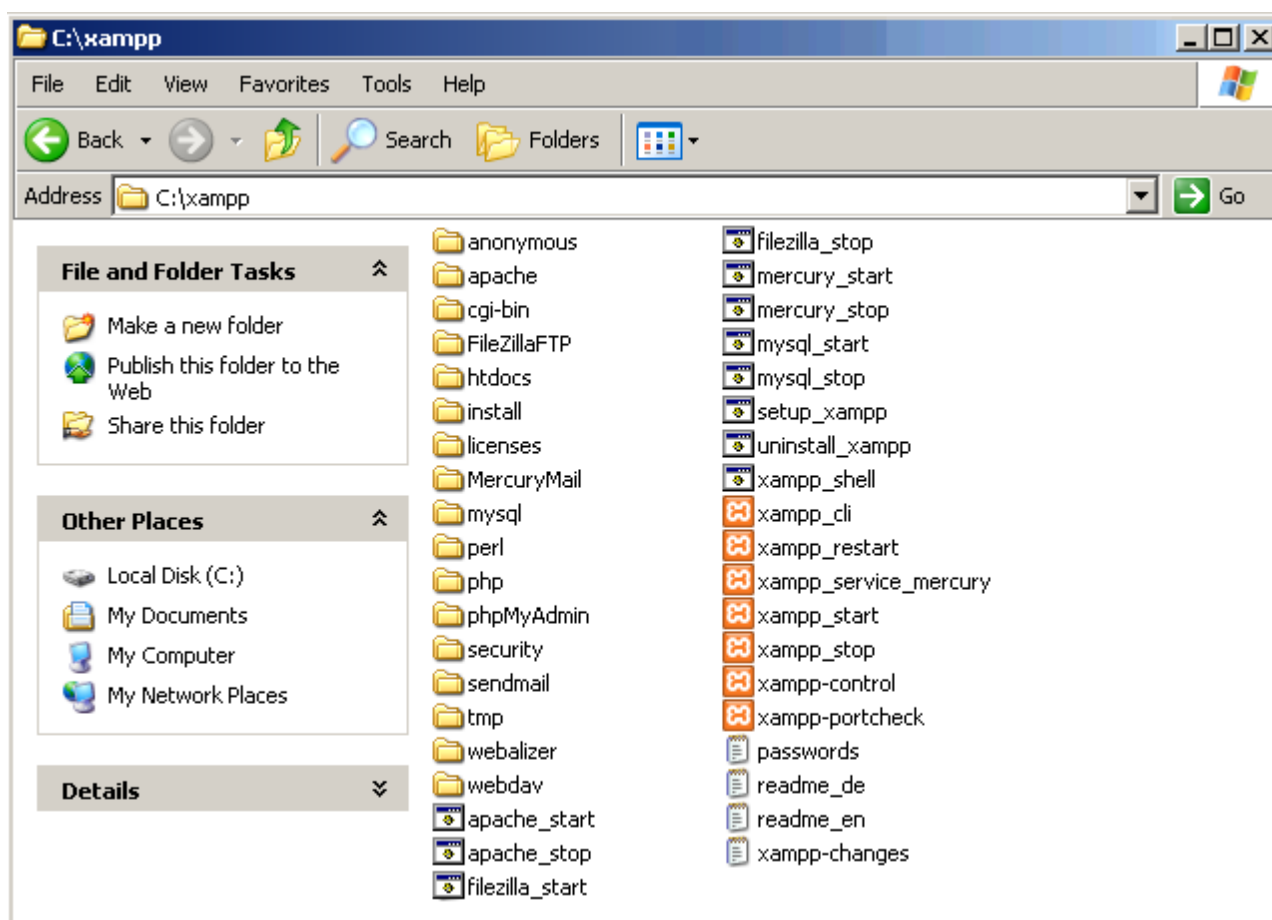 C:\xampp
File Edit View Favorites Tools Help
Back Search Folders
Address C:\xampp Go
File and Folder Tasks
Make a new folder
Publish this folder to the
Web
Share this folder
Other Places
Local Disk (C:)
My Documents
My Computer
My Network Places
Details
anonymous
apache
cgi-bin
FileZillaFTP
htdocs
install
licenses
MercuryMail
mysql
perl
php
phpMyAdmin
security
sendmail
tmp
webalizer
webdav
apache_start
apache_stop
filezilla_start
filezilla_stop
mercury_start
mercury_stop
mysql_start
mysql_stop
setup_xampp
uninstall_xampp
xampp_shell
xampp_cli
xampp_restart
xampp_service_mercury
xampp_start
xampp_stop
xampp-control
xampp-portcheck
passwords
readme_de
readme_en
xampp-changes